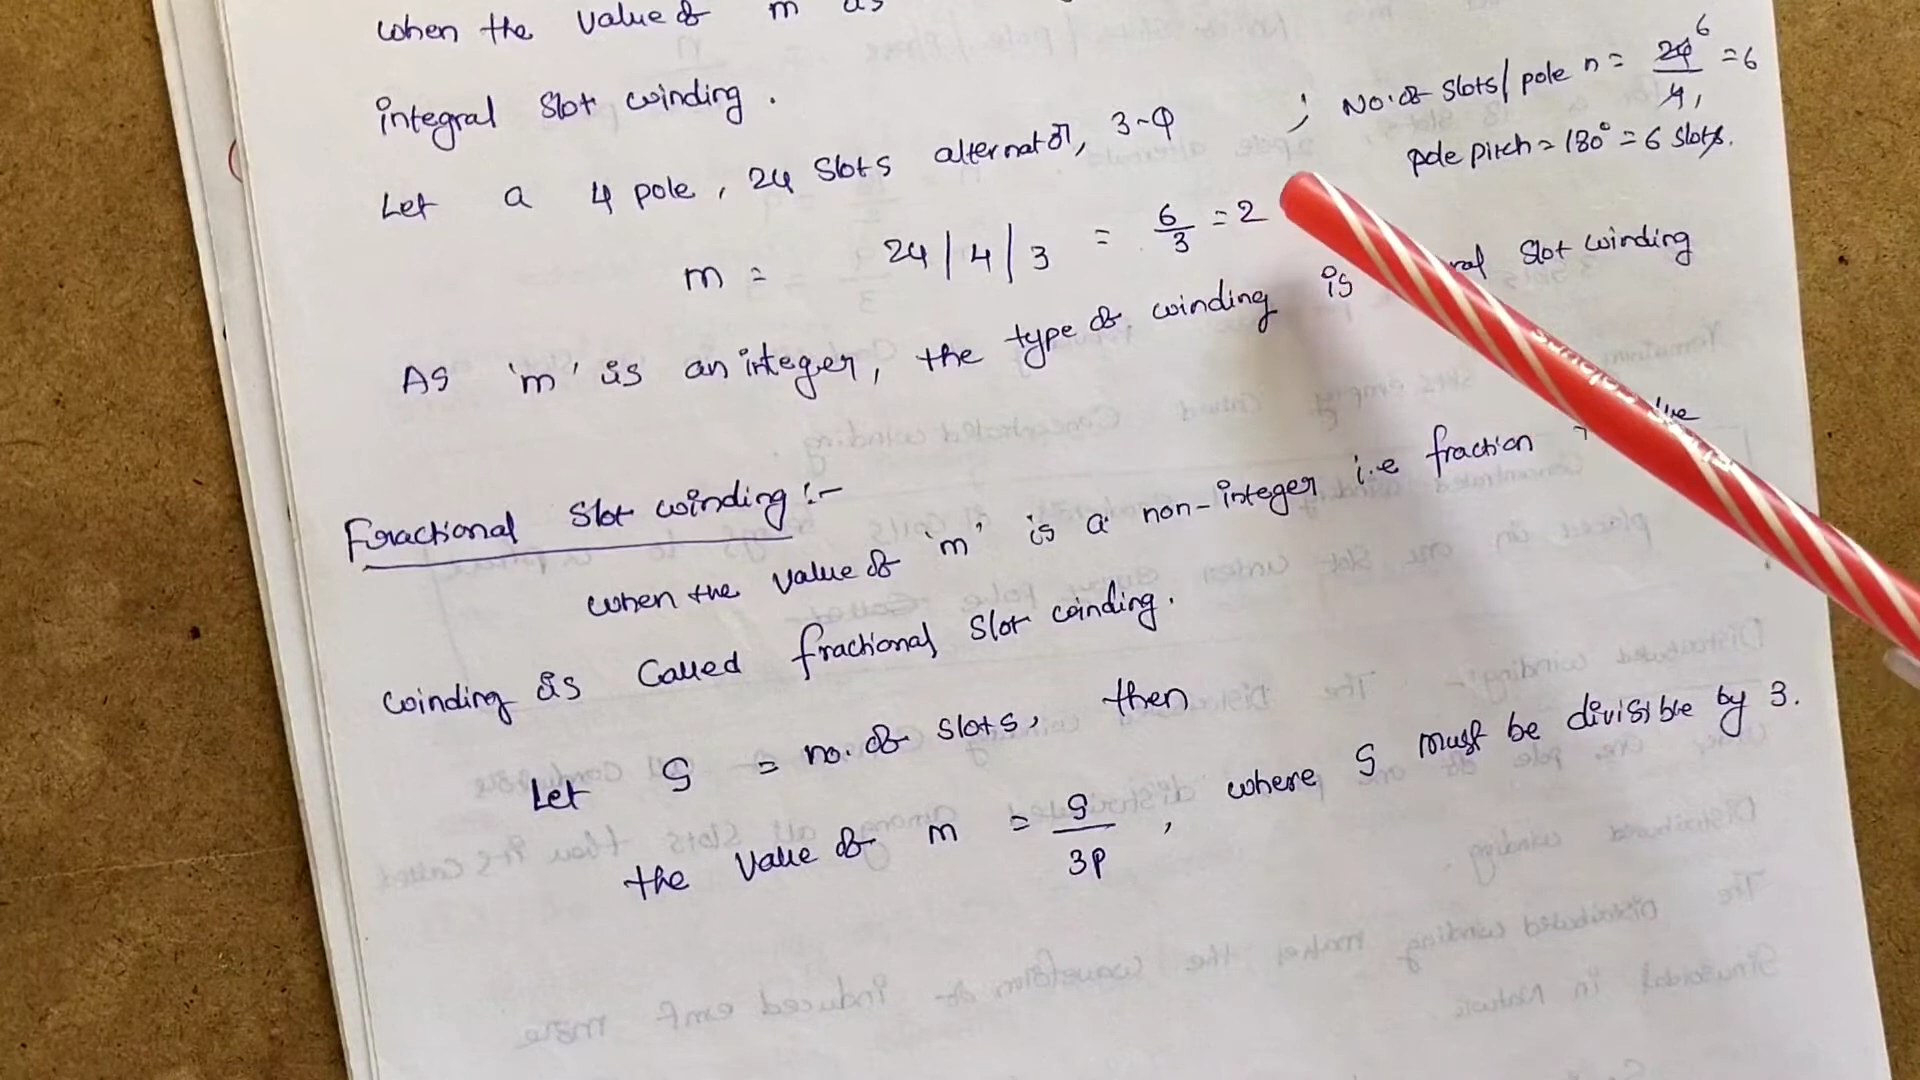 when the value of m is
integral slot winding.
Let a 4 pole, 24 slots alternator, 3-φ ; No. of slots/pole n = 24/4 = 6
pole pitch = 180° = 6 slots.
m = 24/4/3 = 6/3 = 2
As 'm' is an integer, the type of winding is slot winding
Fractional slot winding :-
when the value of 'm' is a non-integer i.e fraction
winding is called fractional slot winding.
Let S = no. of slots, then
the value of m = S/3P, where S must be divisible by 3.